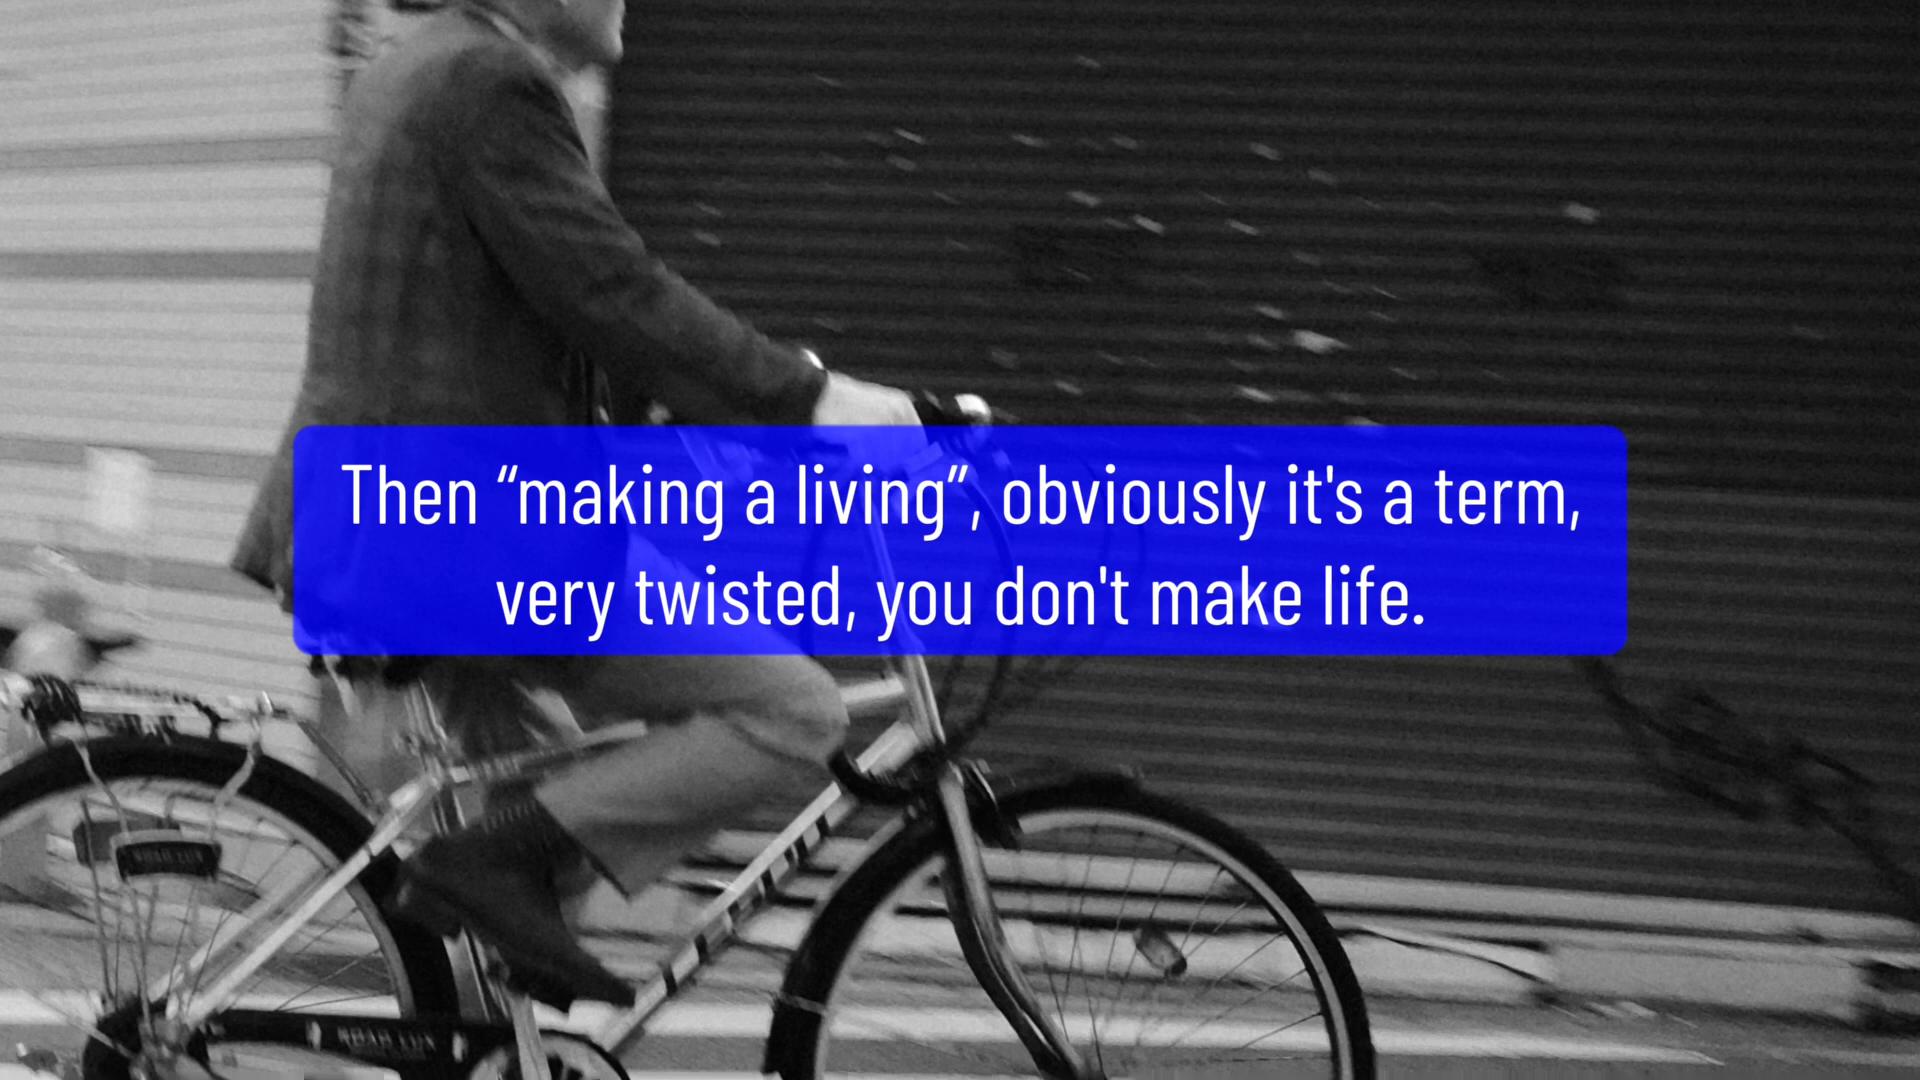 Then “making a living”, obviously it's a term,
very twisted, you don't make life.